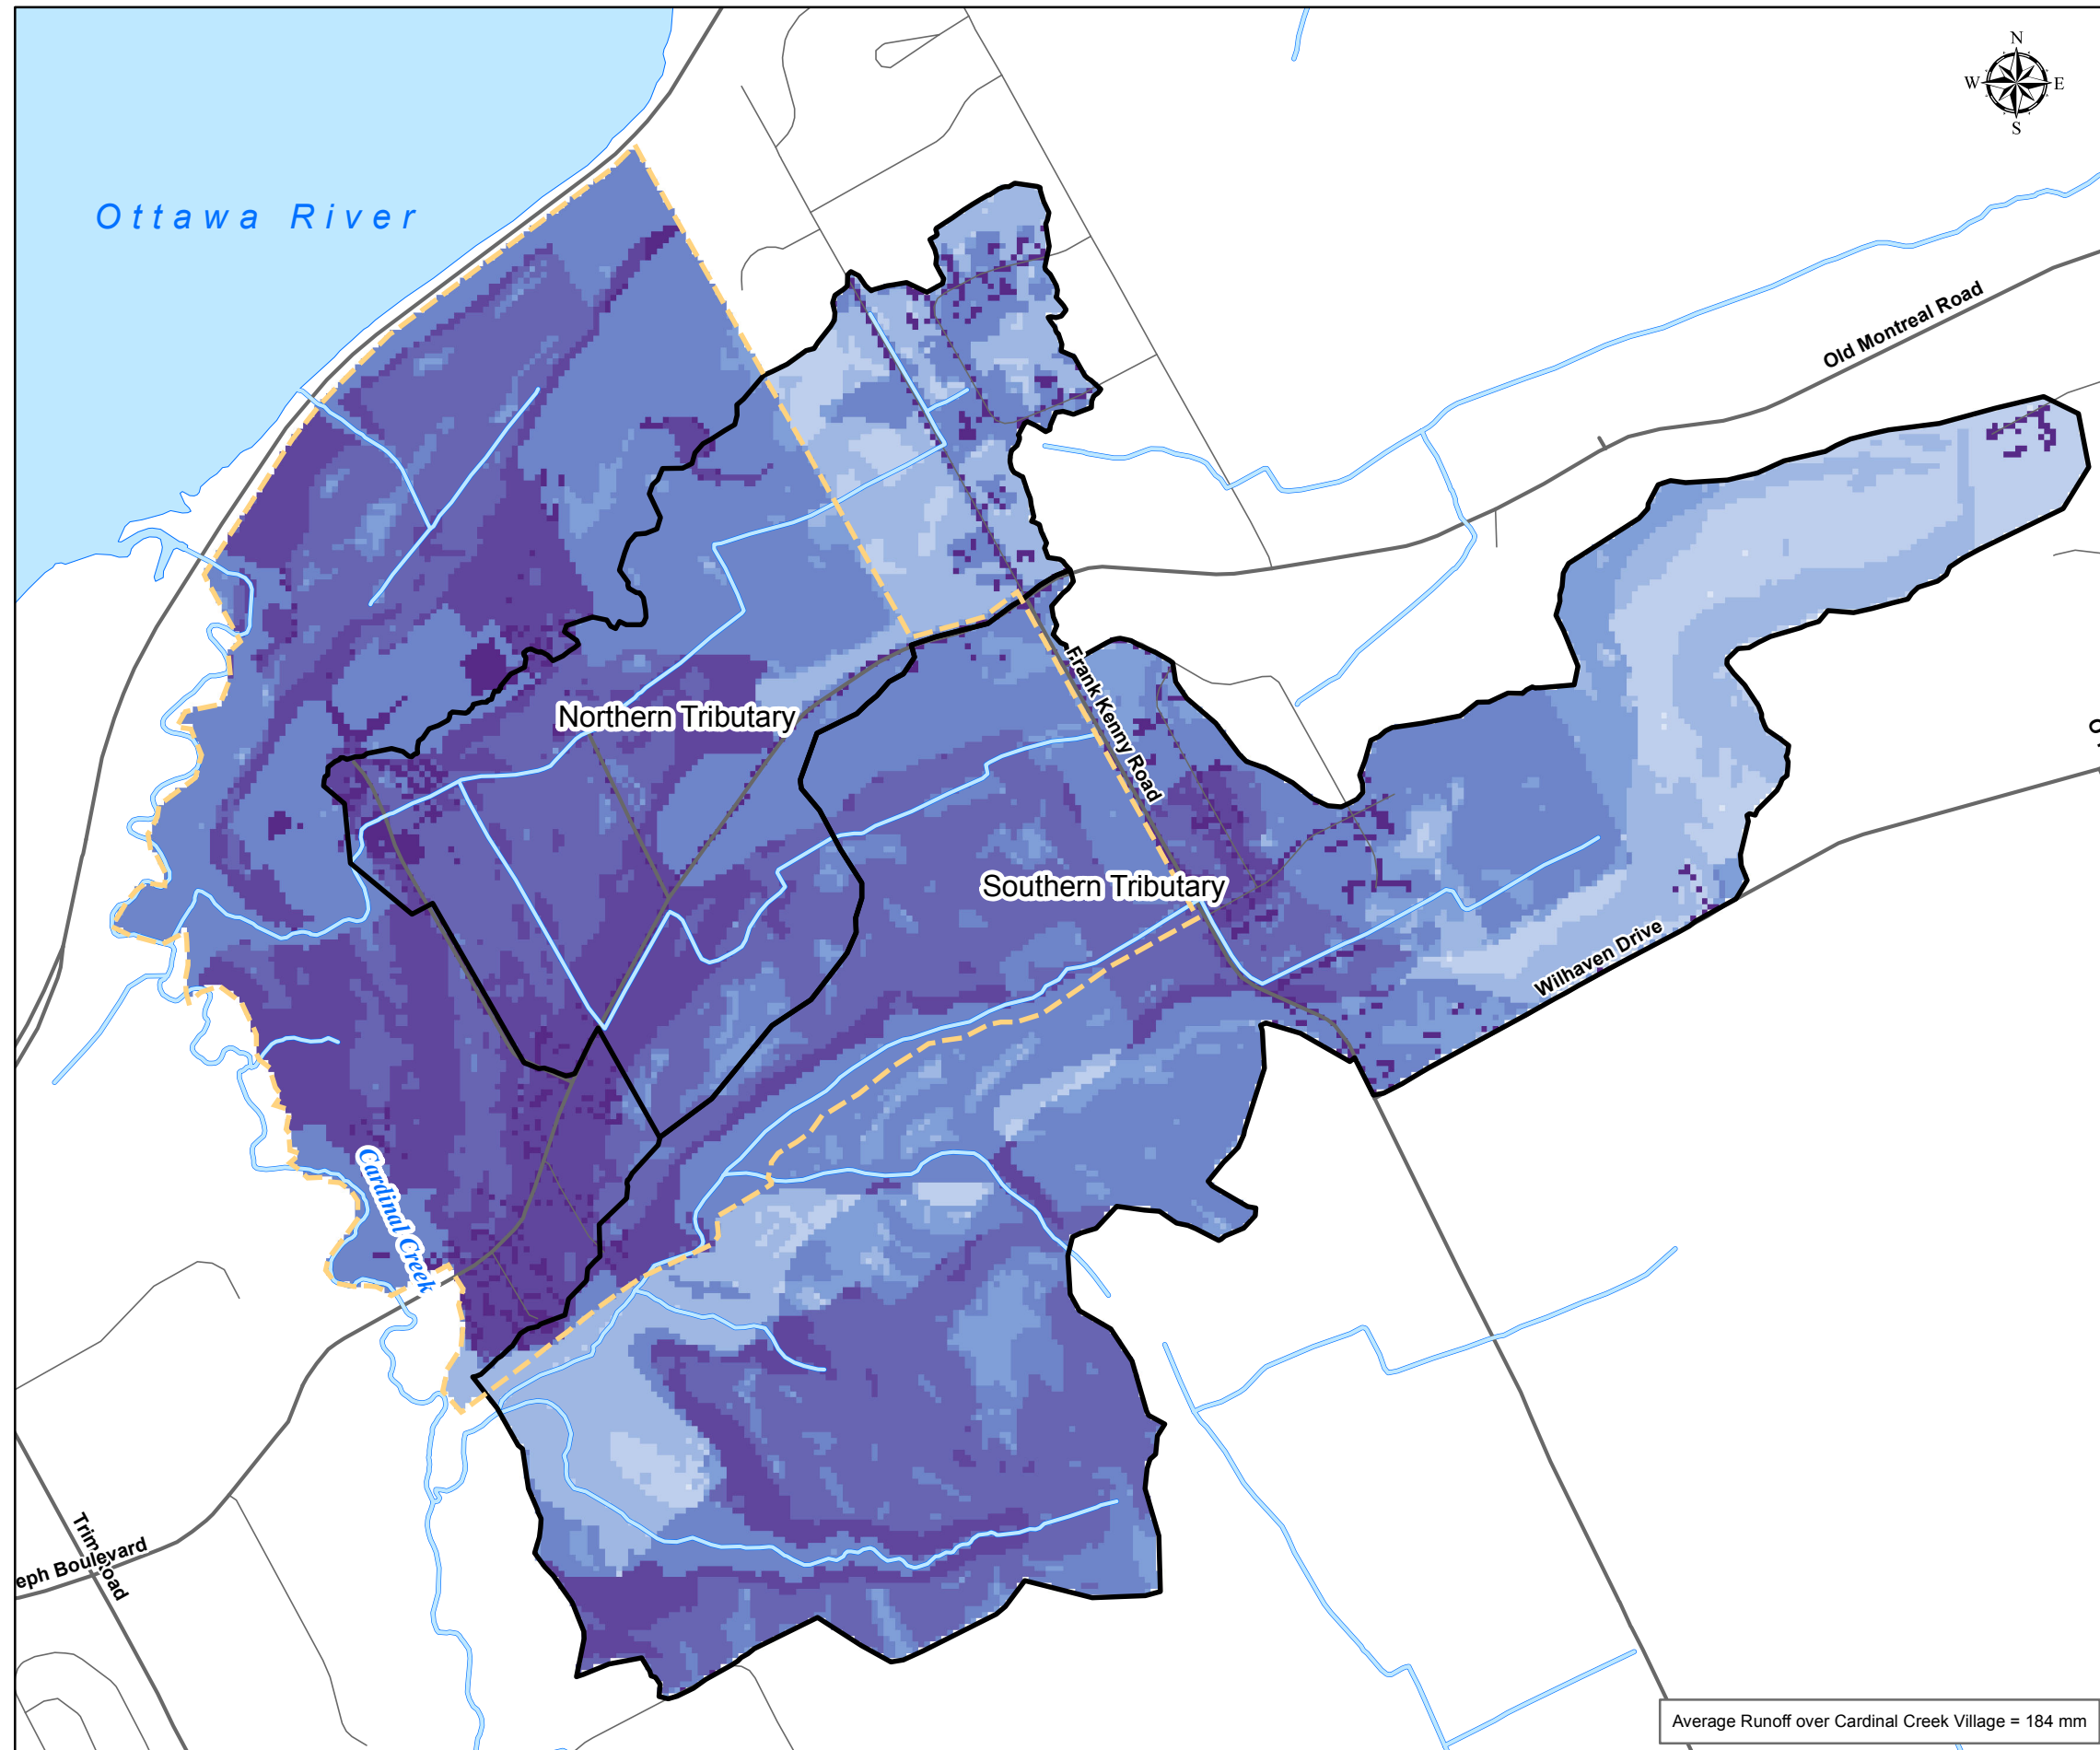 N
W E
S
Ottawa River
Old Montreal Road
Northern Tributary
Frank Kenny Road
Southern Tributary
Wilhaven Drive
Cardinal Creek
eph Boulevard
Average Runoff over Cardinal Creek Village = 184 mm